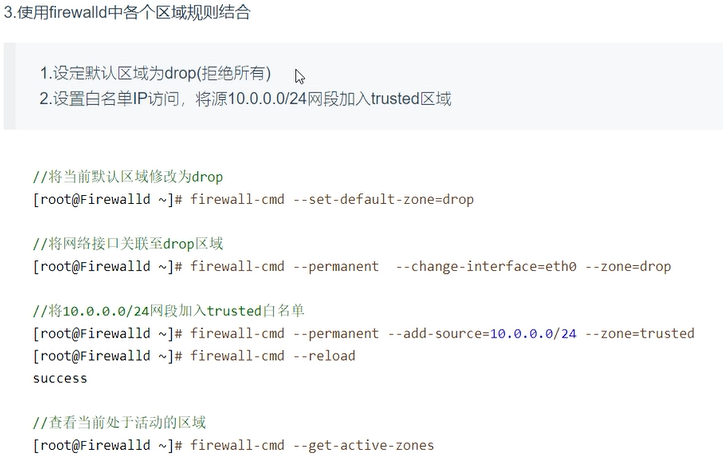 3.使用firewalld中各个区域规则结合
1.设定默认区域为drop(拒绝所有)
2.设置白名单IP访问，将源10.0.0.0/24网段加入trusted区域
//将当前默认区域修改为drop
[root@Firewalld ~]# firewall-cmd --set-default-zone=drop
//将网络接口关联至drop区域
[root@Firewalld ~]# firewall-cmd --permanent  --change-interface=eth0 --zone=drop
//将10.0.0.0/24网段加入trusted白名单
[root@Firewalld ~]# firewall-cmd --permanent --add-source=10.0.0.0/24 --zone=trusted
[root@Firewalld ~]# firewall-cmd --reload
success
//查看当前处于活动的区域
[root@Firewalld ~]# firewall-cmd --get-active-zones